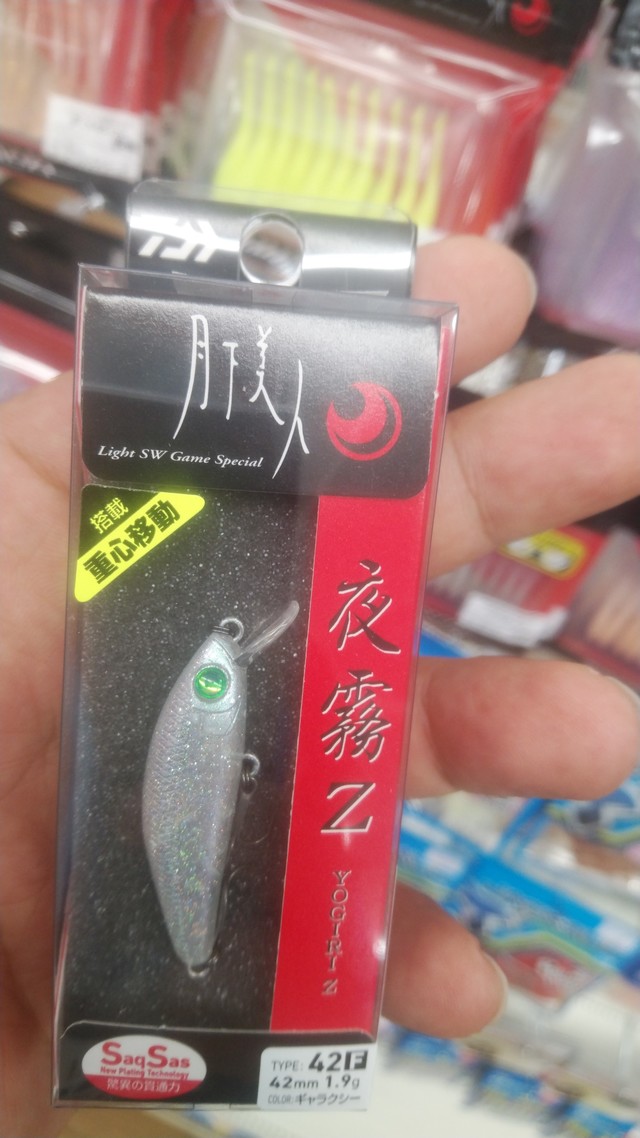 月下美人
Light SW Game Special
搭載
重心移動
夜霧Z
YOGIRI Z
SaqSas
New Plating Technology
驚異の貫通力
TYPE: 42F
42mm 1.9g
COLOR: ギャラクシー